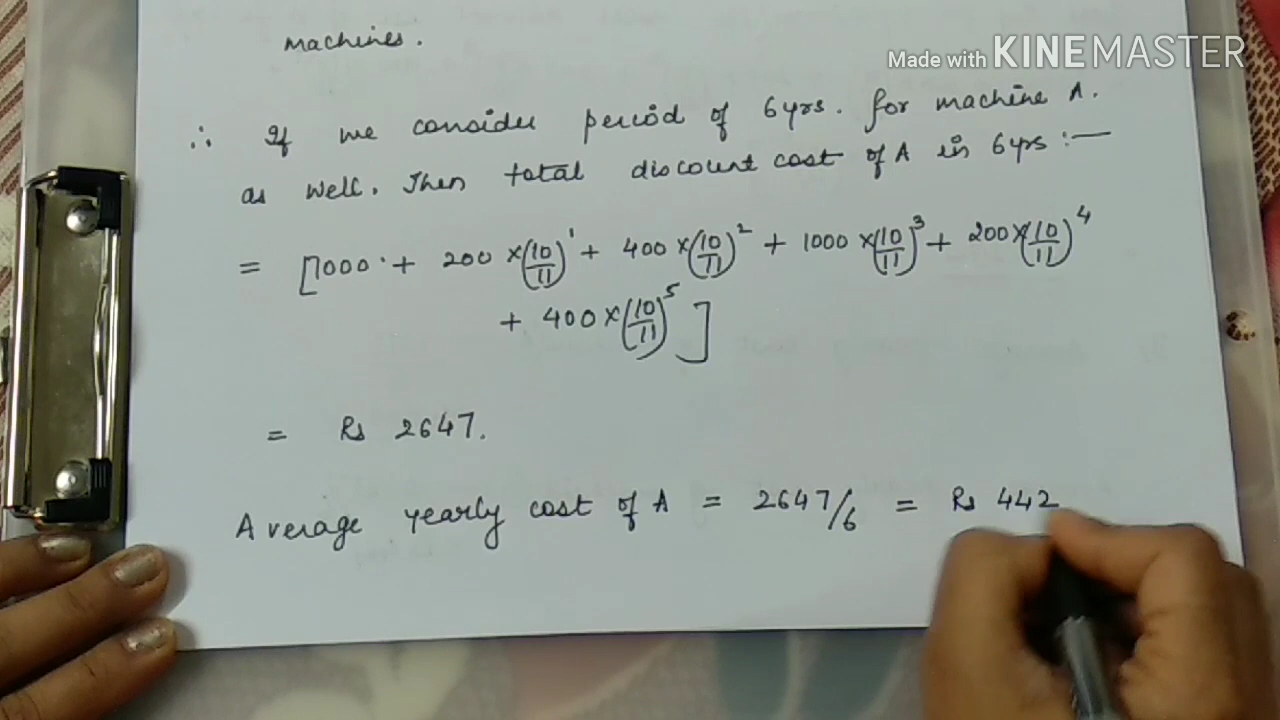 Made with KINEMASTER
machines.
∴ If we consider period of 6yrs. for machine A.
as well. Then total discount cost of A in 6yrs :—
= [1000 + 200 × (10/11)^1 + 400 × (10/11)^2 + 1000 × (10/11)^3 + 200 × (10/11)^4
+ 400 × (10/11)^5 ]
= Rs 2647.
Average yearly cost of A = 2647/6 = Rs 442